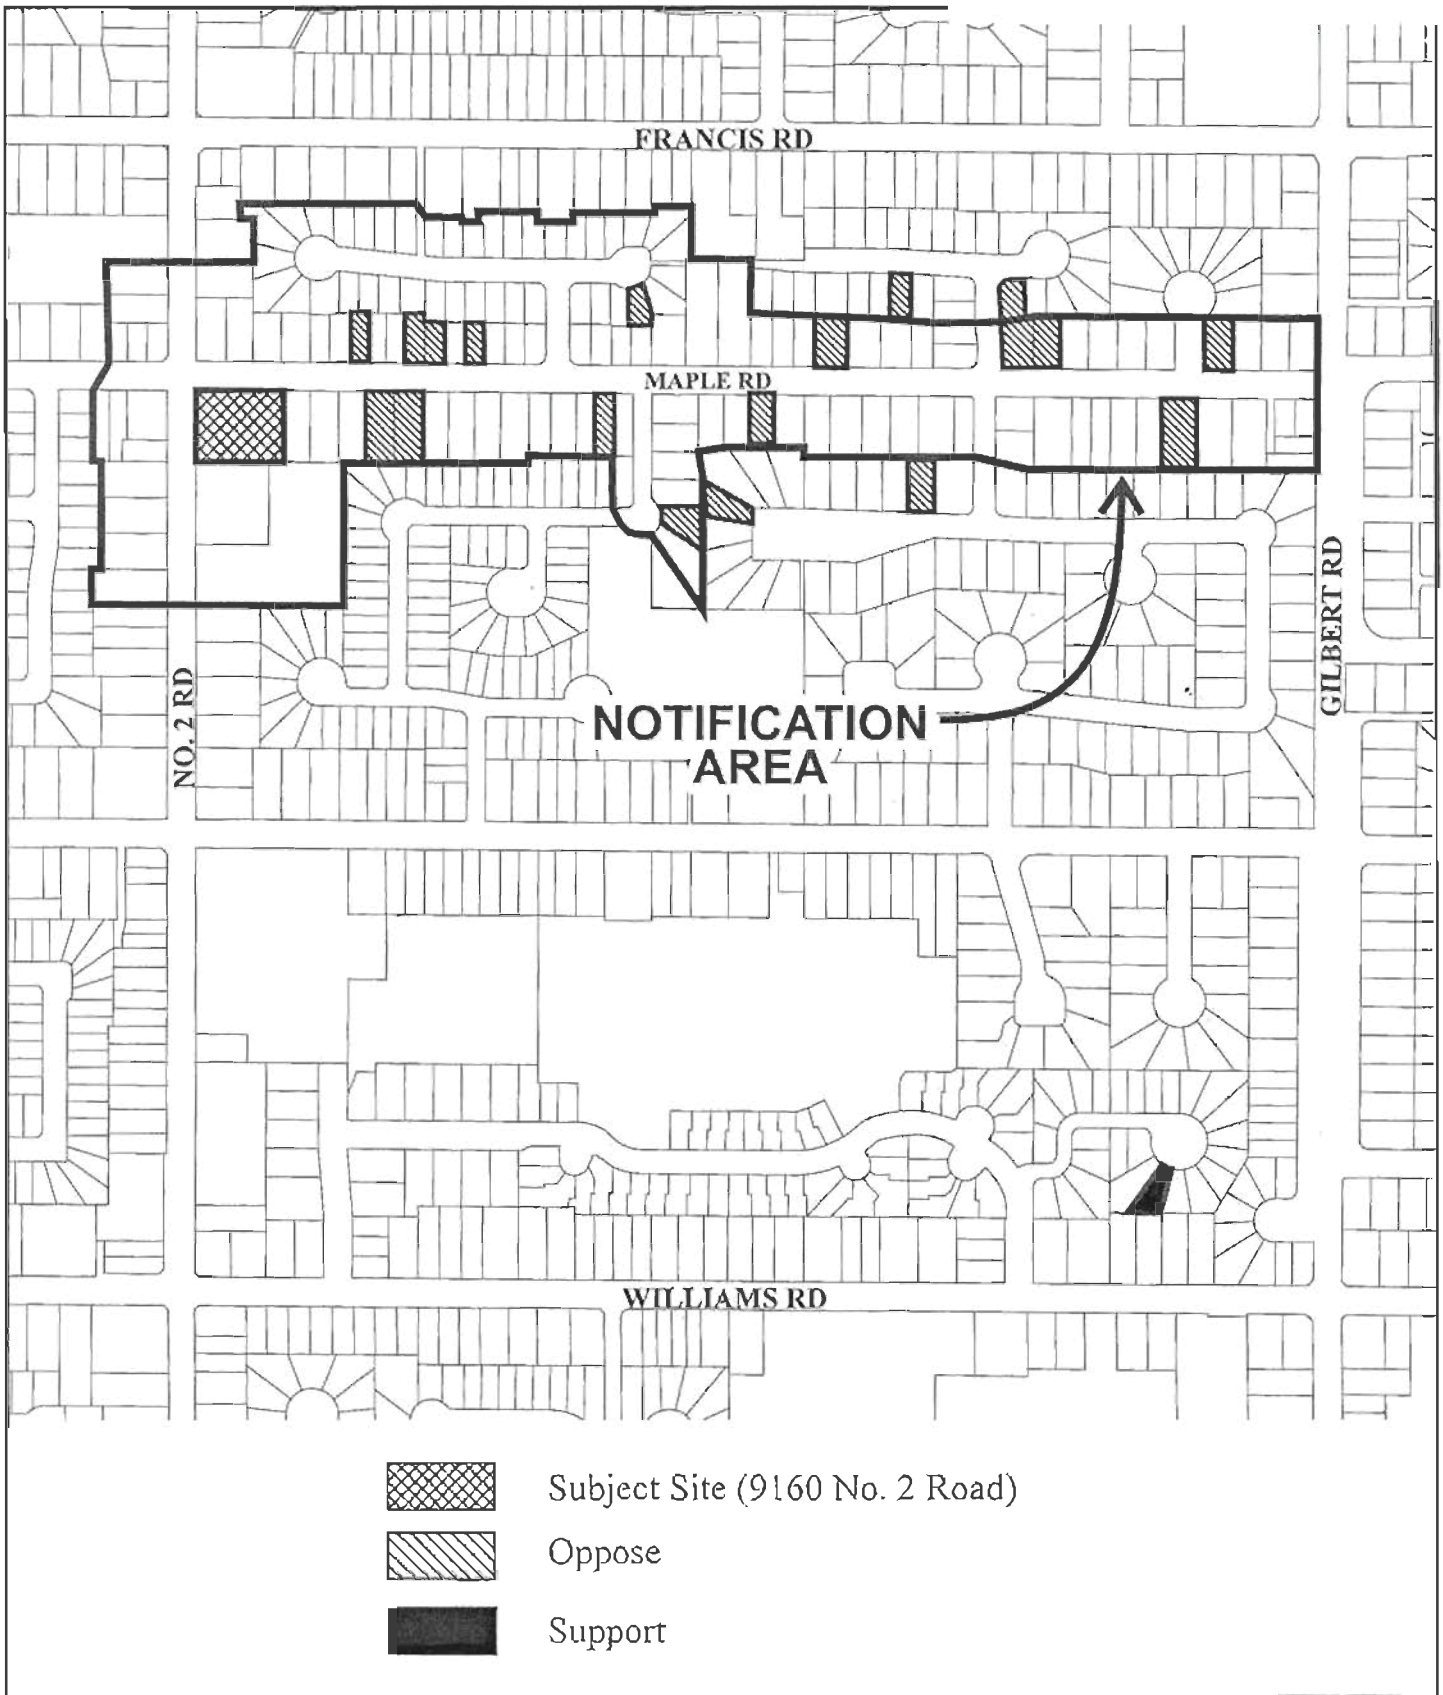 FRANCIS RD
MAPLE RD
GILBERT RD
NO. 2 RD
NOTIFICATION
AREA
WILLIAMS RD
Subject Site (9160 No. 2 Road)
Oppose
Support